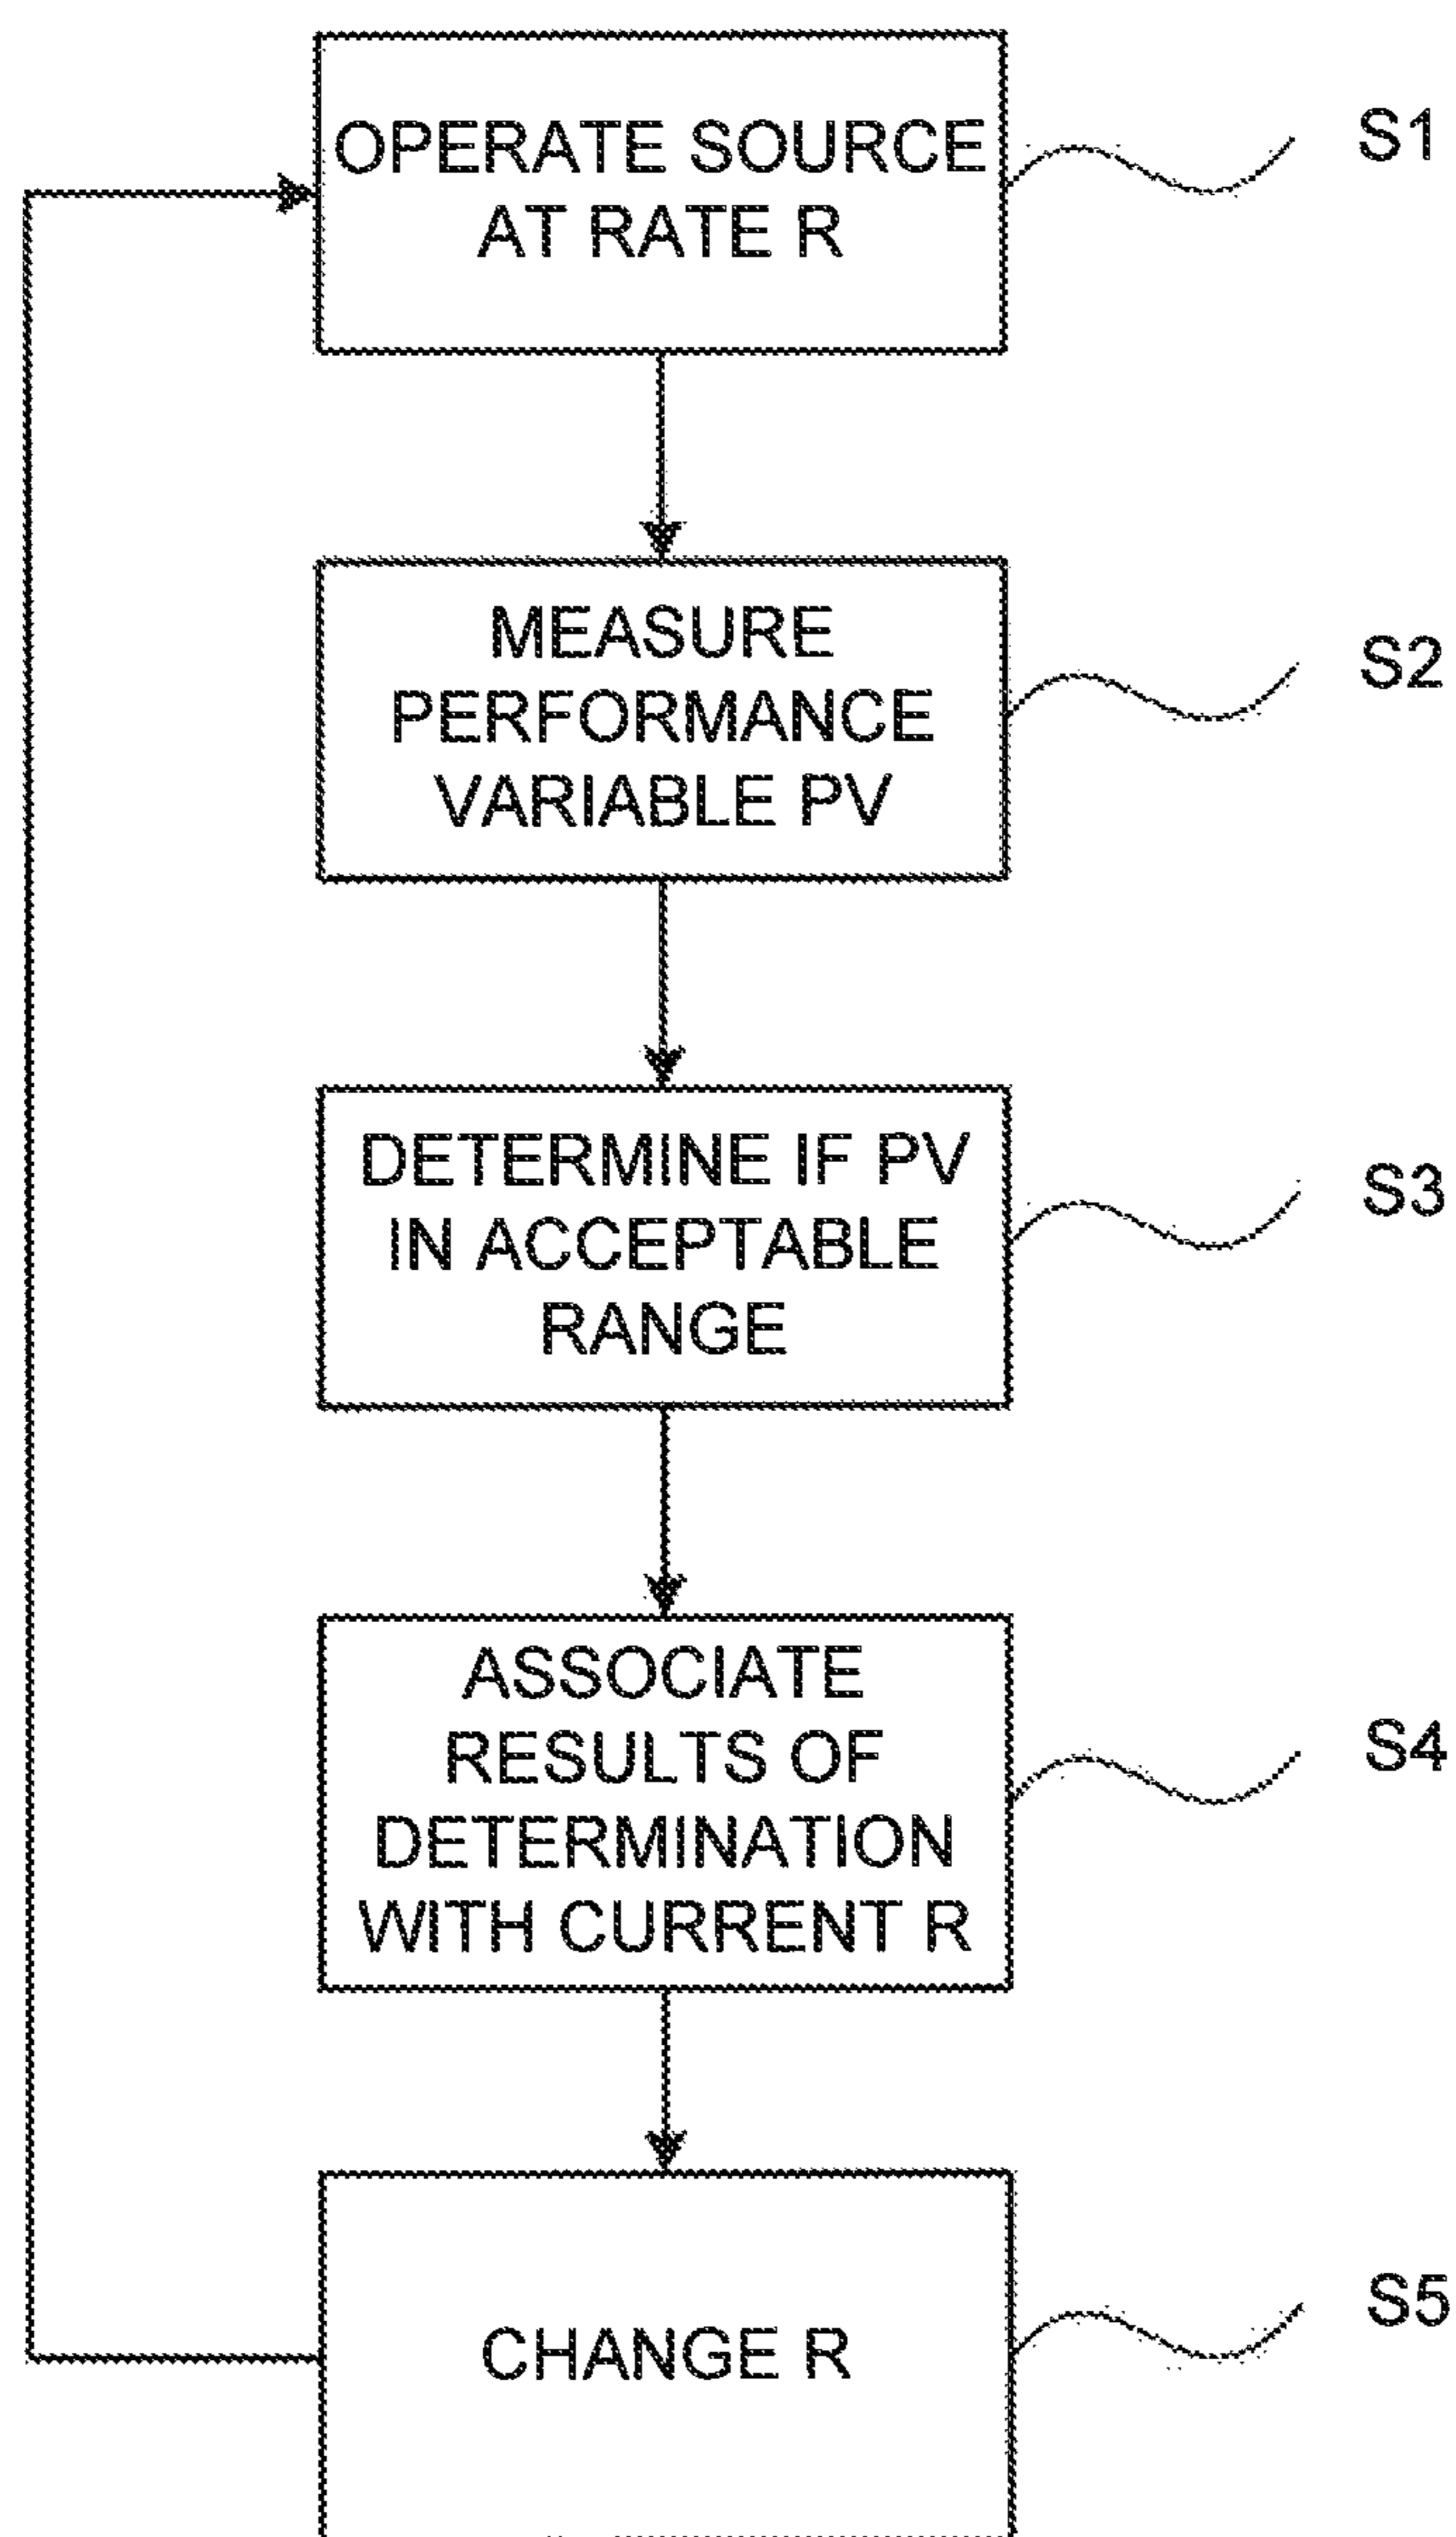 OPERATE SOURCE
AT RATE R
S1
MEASURE
PERFORMANCE
VARIABLE PV
S2
DETERMINE IF PV
IN ACCEPTABLE
RANGE
S3
ASSOCIATE
RESULTS OF
DETERMINATION
WITH CURRENT R
S4
CHANGE R
S5